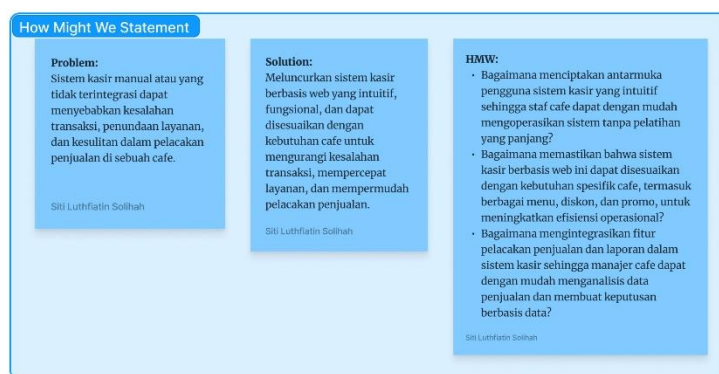 How Might We Statement
Problem:
Sistem kasir manual atau yang
tidak terintegrasi dapat
menyebabkan kesalahan
transaksi, penundaan layanan,
dan kesulitan dalam pelacakan
penjualan di sebuah cafe.
Siti Luthfiatin Solihah
Solution:
Meluncurkan sistem kasir
berbasis web yang intuitif,
fungsional, dan dapat
disesuaikan dengan
kebutuhan cafe untuk
mengurangi kesalahan
transaksi, mempercepat
layanan, dan mempermudah
pelacakan penjualan.
Siti Luthfiatin Solihah
HMW:
• Bagaimana menciptakan antarmuka
pengguna sistem kasir yang intuitif
sehingga staf cafe dapat dengan mudah
mengoperasikan sistem tanpa pelatihan
yang panjang?
• Bagaimana memastikan bahwa sistem
kasir berbasis web ini dapat disesuaikan
dengan kebutuhan spesifik cafe, termasuk
berbagai menu, diskon, dan promo, untuk
meningkatkan efisiensi operasional?
• Bagaimana mengintegrasikan fitur
pelacakan penjualan dan laporan dalam
sistem kasir sehingga manajer cafe dapat
dengan mudah menganalisis data
penjualan dan membuat keputusan
berbasis data?
Siti Luthfiatin Solihah